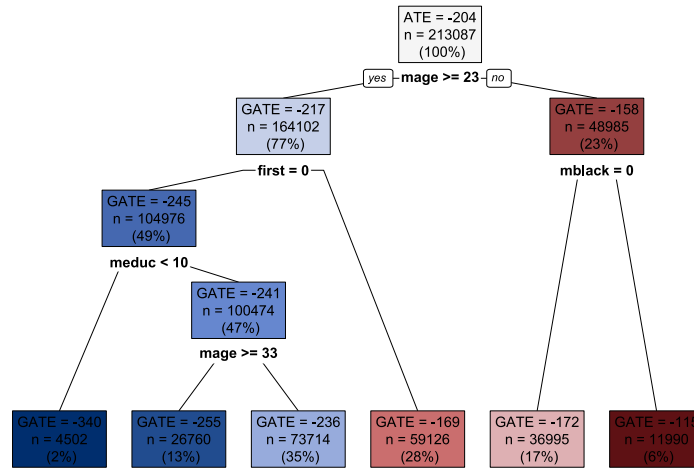 ATE = -204
n = 213087
(100%)
yes mage >= 23 no
GATE = -217
n = 164102
(77%)
GATE = -158
n = 48985
(23%)
first = 0
mblack = 0
GATE = -245
n = 104976
(49%)
meduc < 10
GATE = -241
n = 100474
(47%)
mage >= 33
GATE = -340
n = 4502
(2%)
GATE = -255
n = 26760
(13%)
GATE = -236
n = 73714
(35%)
GATE = -169
n = 59126
(28%)
GATE = -172
n = 36995
(17%)
GATE = -115
n = 11990
(6%)